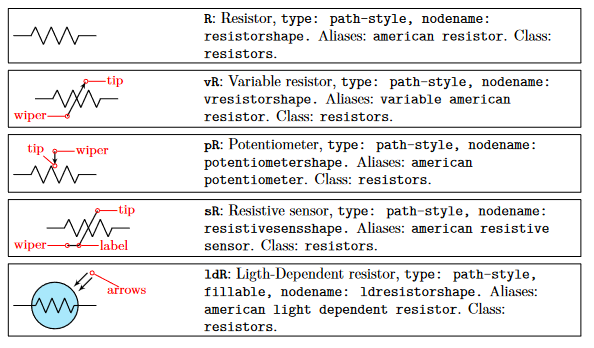 R: Resistor, type: path-style, nodename:
resistorshape. Aliases: american resistor. Class:
resistors.
tip
wiper
vR: Variable resistor, type: path-style, nodename:
vresistorshape. Aliases: variable american
resistor. Class: resistors.
tip
wiper
pR: Potentiometer, type: path-style, nodename:
potentiometershape. Aliases: american
potentiometer. Class: resistors.
tip
wiper
label
sR: Resistive sensor, type: path-style, nodename:
resistivesensshape. Aliases: american resistive
sensor. Class: resistors.
arrows
ldR: Ligth-Dependent resistor, type: path-style,
fillable, nodename: ldresistorshape. Aliases:
american light dependent resistor. Class:
resistors.